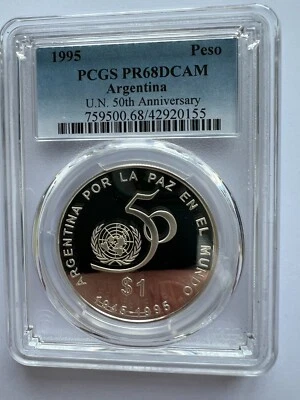 1995 Peso
PCGS PR68DCAM
Argentina
U.N. 50th Anniversary
759500.68/42920155
ARGENTINA POR LA PAZ EN EL MUNDO
50
$1
1945-1995